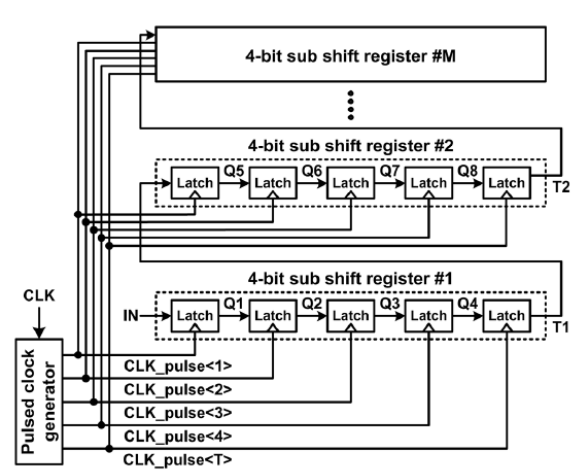 4-bit sub shift register #M
4-bit sub shift register #2
Latch Q5 Latch Q6 Latch Q7 Latch Q8 Latch
T2
4-bit sub shift register #1
CLK
IN Latch Q1 Latch Q2 Latch Q3 Latch Q4 Latch
T1
Pulsed clock
generator
CLK_pulse<1>
CLK_pulse<2>
CLK_pulse<3>
CLK_pulse<4>
CLK_pulse<T>